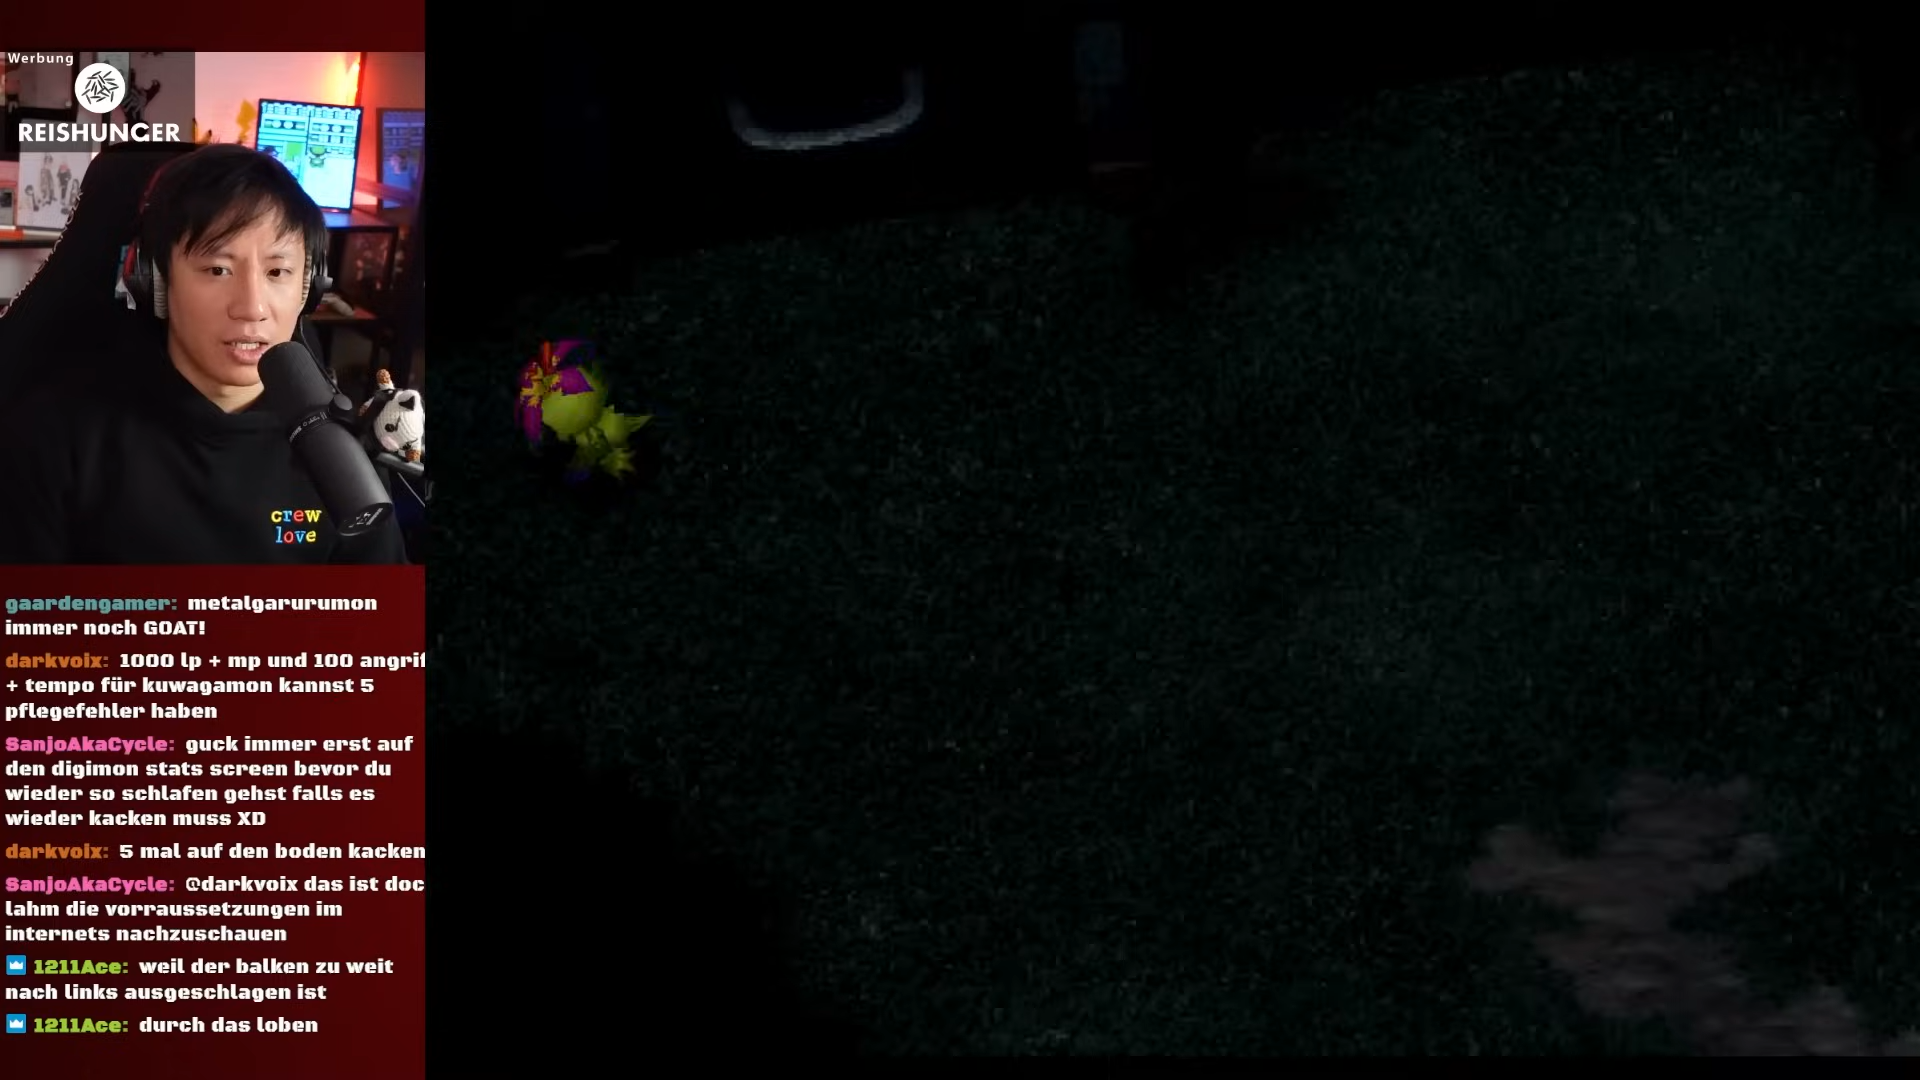 Werbung
REISHUNGER
crew
love
gaardengamer: metalgarurumon
immer noch GOAT!
darkvoix: 1000 lp + mp und 100 angrif
+ tempo für kuwagamon kannst 5
pflegefehler haben
SanjoAkaCycle: guck immer erst auf
den digimon stats screen bevor du
wieder so schlafen gehst falls es
wieder kacken muss XD
darkvoix: 5 mal auf den boden kacken
SanjoAkaCycle: @darkvoix das ist doc
lahm die vorraussetzungen im
internets nachzuschauen
1211Ace: weil der balken zu weit
nach links ausgeschlagen ist
1211Ace: durch das loben